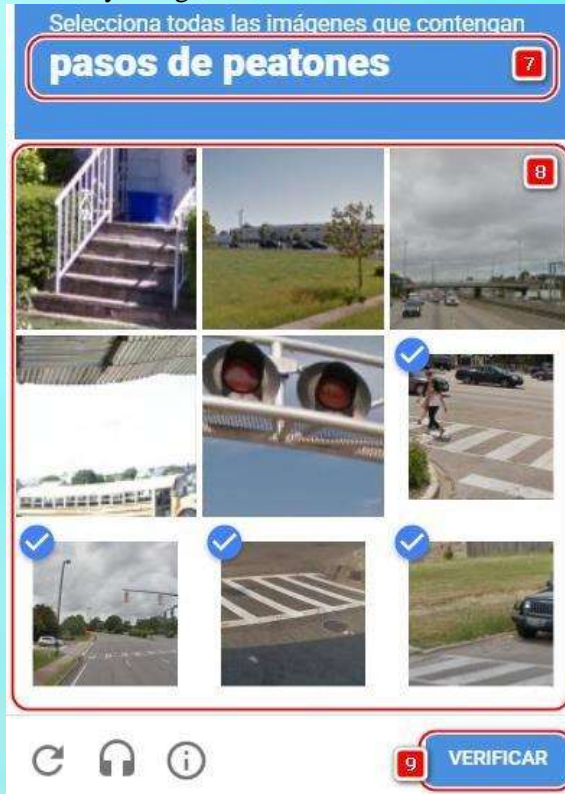 Selecciona todas las imágenes que contengan
pasos de peatones
7
8
9
VERIFICAR